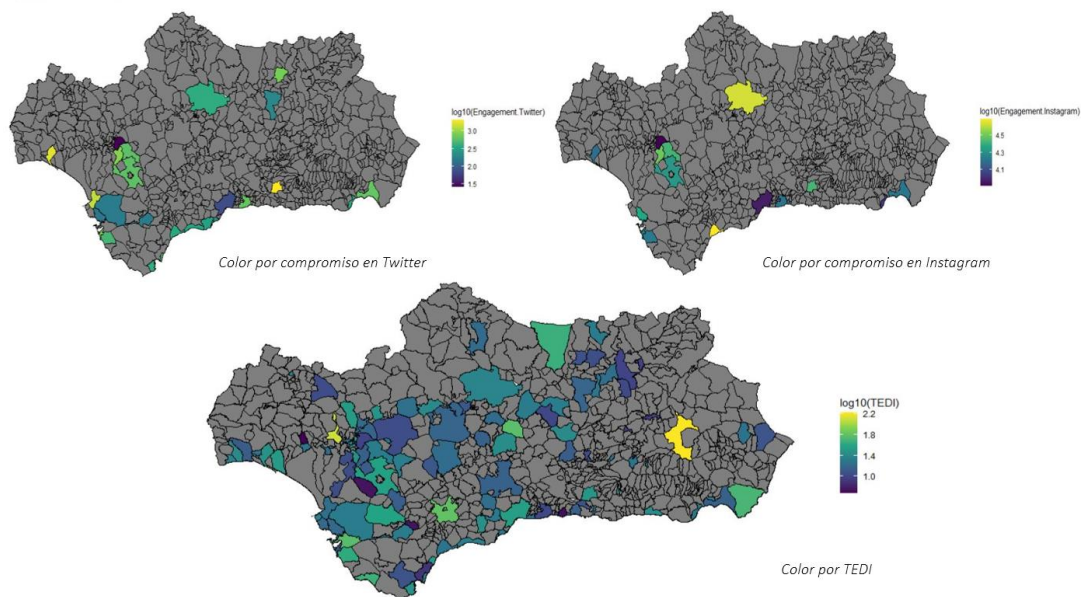 log10(Engagement.Twitter)
3.0
2.5
2.0
1.5
Color por compromiso en Twitter
log10(Engagement.Instagram)
4.5
4.3
4.1
Color por compromiso en Instagram
log10(TEDI)
2.2
1.8
1.4
1.0
Color por TEDI